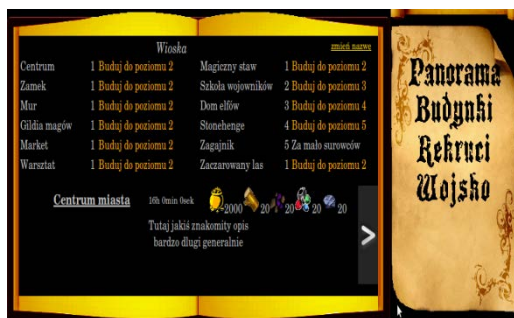 Wioska
zmień nazwe
Centrum 1 Buduj do poziomu 2
Zamek 1 Buduj do poziomu 2
Mur 1 Buduj do poziomu 2
Gildia magów 1 Buduj do poziomu 2
Market 1 Buduj do poziomu 2
Warsztat 1 Buduj do poziomu 2
Magiczny staw 1 Buduj do poziomu 2
Szkoła wojowników 2 Buduj do poziomu 3
Dom elfów 3 Buduj do poziomu 4
Stonehenge 4 Buduj do poziomu 5
Zagajnik 5 Za mało surowców
Zaczarowany las 1 Buduj do poziomu 2
Centrum miasta 16h 0min 0sek 2000 20 20 20 20
Tutaj jakiś znakomity opis
bardzo dlugi generalnie
>
Panorama
Budynki
Rekruci
Wojsko